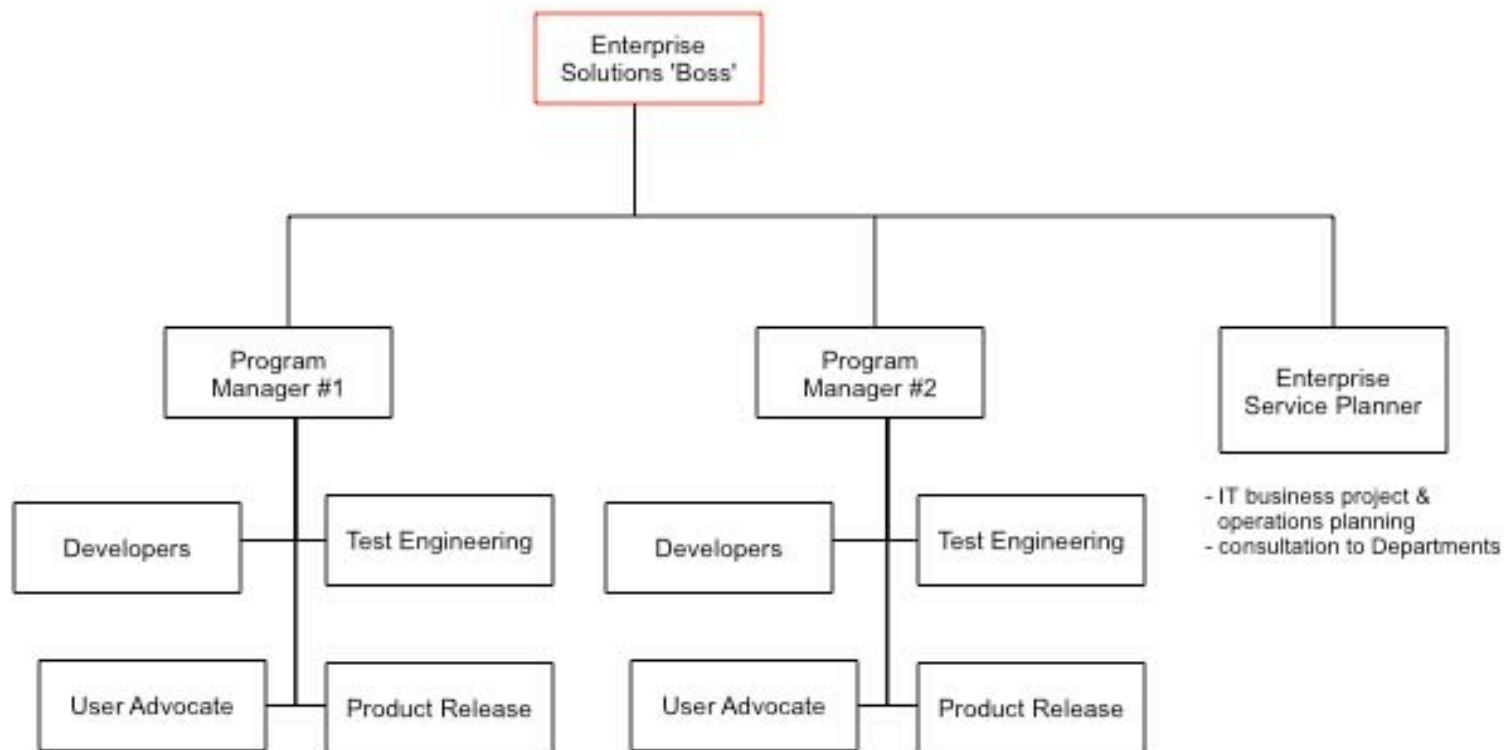 Enterprise
Solutions 'Boss'
Program
Manager #1
Program
Manager #2
Enterprise
Service Planner
Developers
Test Engineering
User Advocate
Product Release
Developers
Test Engineering
User Advocate
Product Release
- IT business project &
operations planning
- consultation to Departments